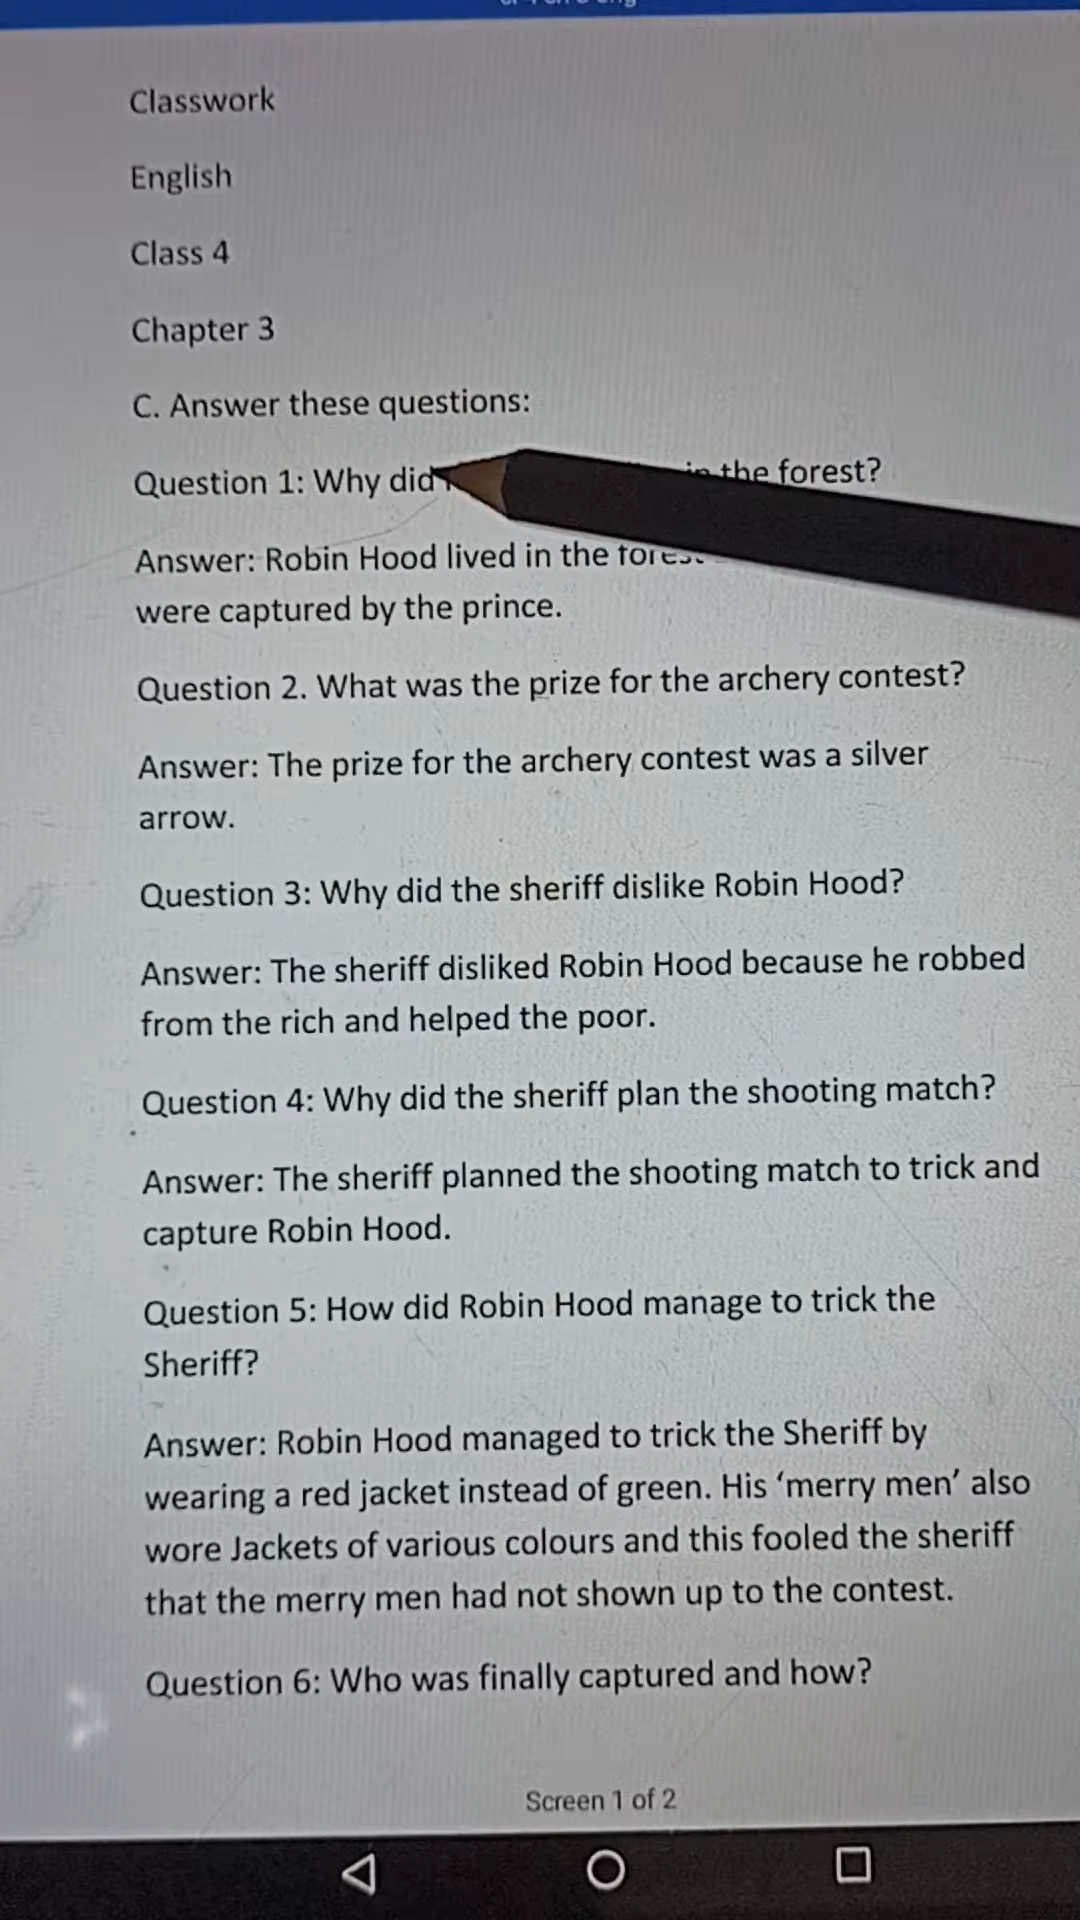 Classwork
English
Class 4
Chapter 3
C. Answer these questions:
Question 1: Why did the forest?
Answer: Robin Hood lived in the
were captured by the prince.
Question 2. What was the prize for the archery contest?
Answer: The prize for the archery contest was a silver
arrow.
Question 3: Why did the sheriff dislike Robin Hood?
Answer: The sheriff disliked Robin Hood because he robbed
from the rich and helped the poor.
Question 4: Why did the sheriff plan the shooting match?
Answer: The sheriff planned the shooting match to trick and
capture Robin Hood.
Question 5: How did Robin Hood manage to trick the
Sheriff?
Answer: Robin Hood managed to trick the Sheriff by
wearing a red jacket instead of green. His ‘merry men’ also
wore Jackets of various colours and this fooled the sheriff
that the merry men had not shown up to the contest.
Question 6: Who was finally captured and how?
Screen 1 of 2